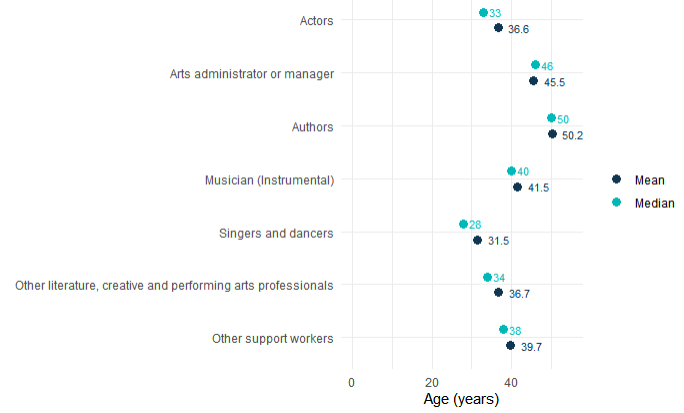 Actors
33
36.6
Arts administrator or manager
46
45.5
Authors
50
50.2
Musician (Instrumental)
40
41.5
Singers and dancers
28
31.5
Other literature, creative and performing arts professionals
34
36.7
Other support workers
38
39.7
0 20 40
Age (years)
Mean
Median